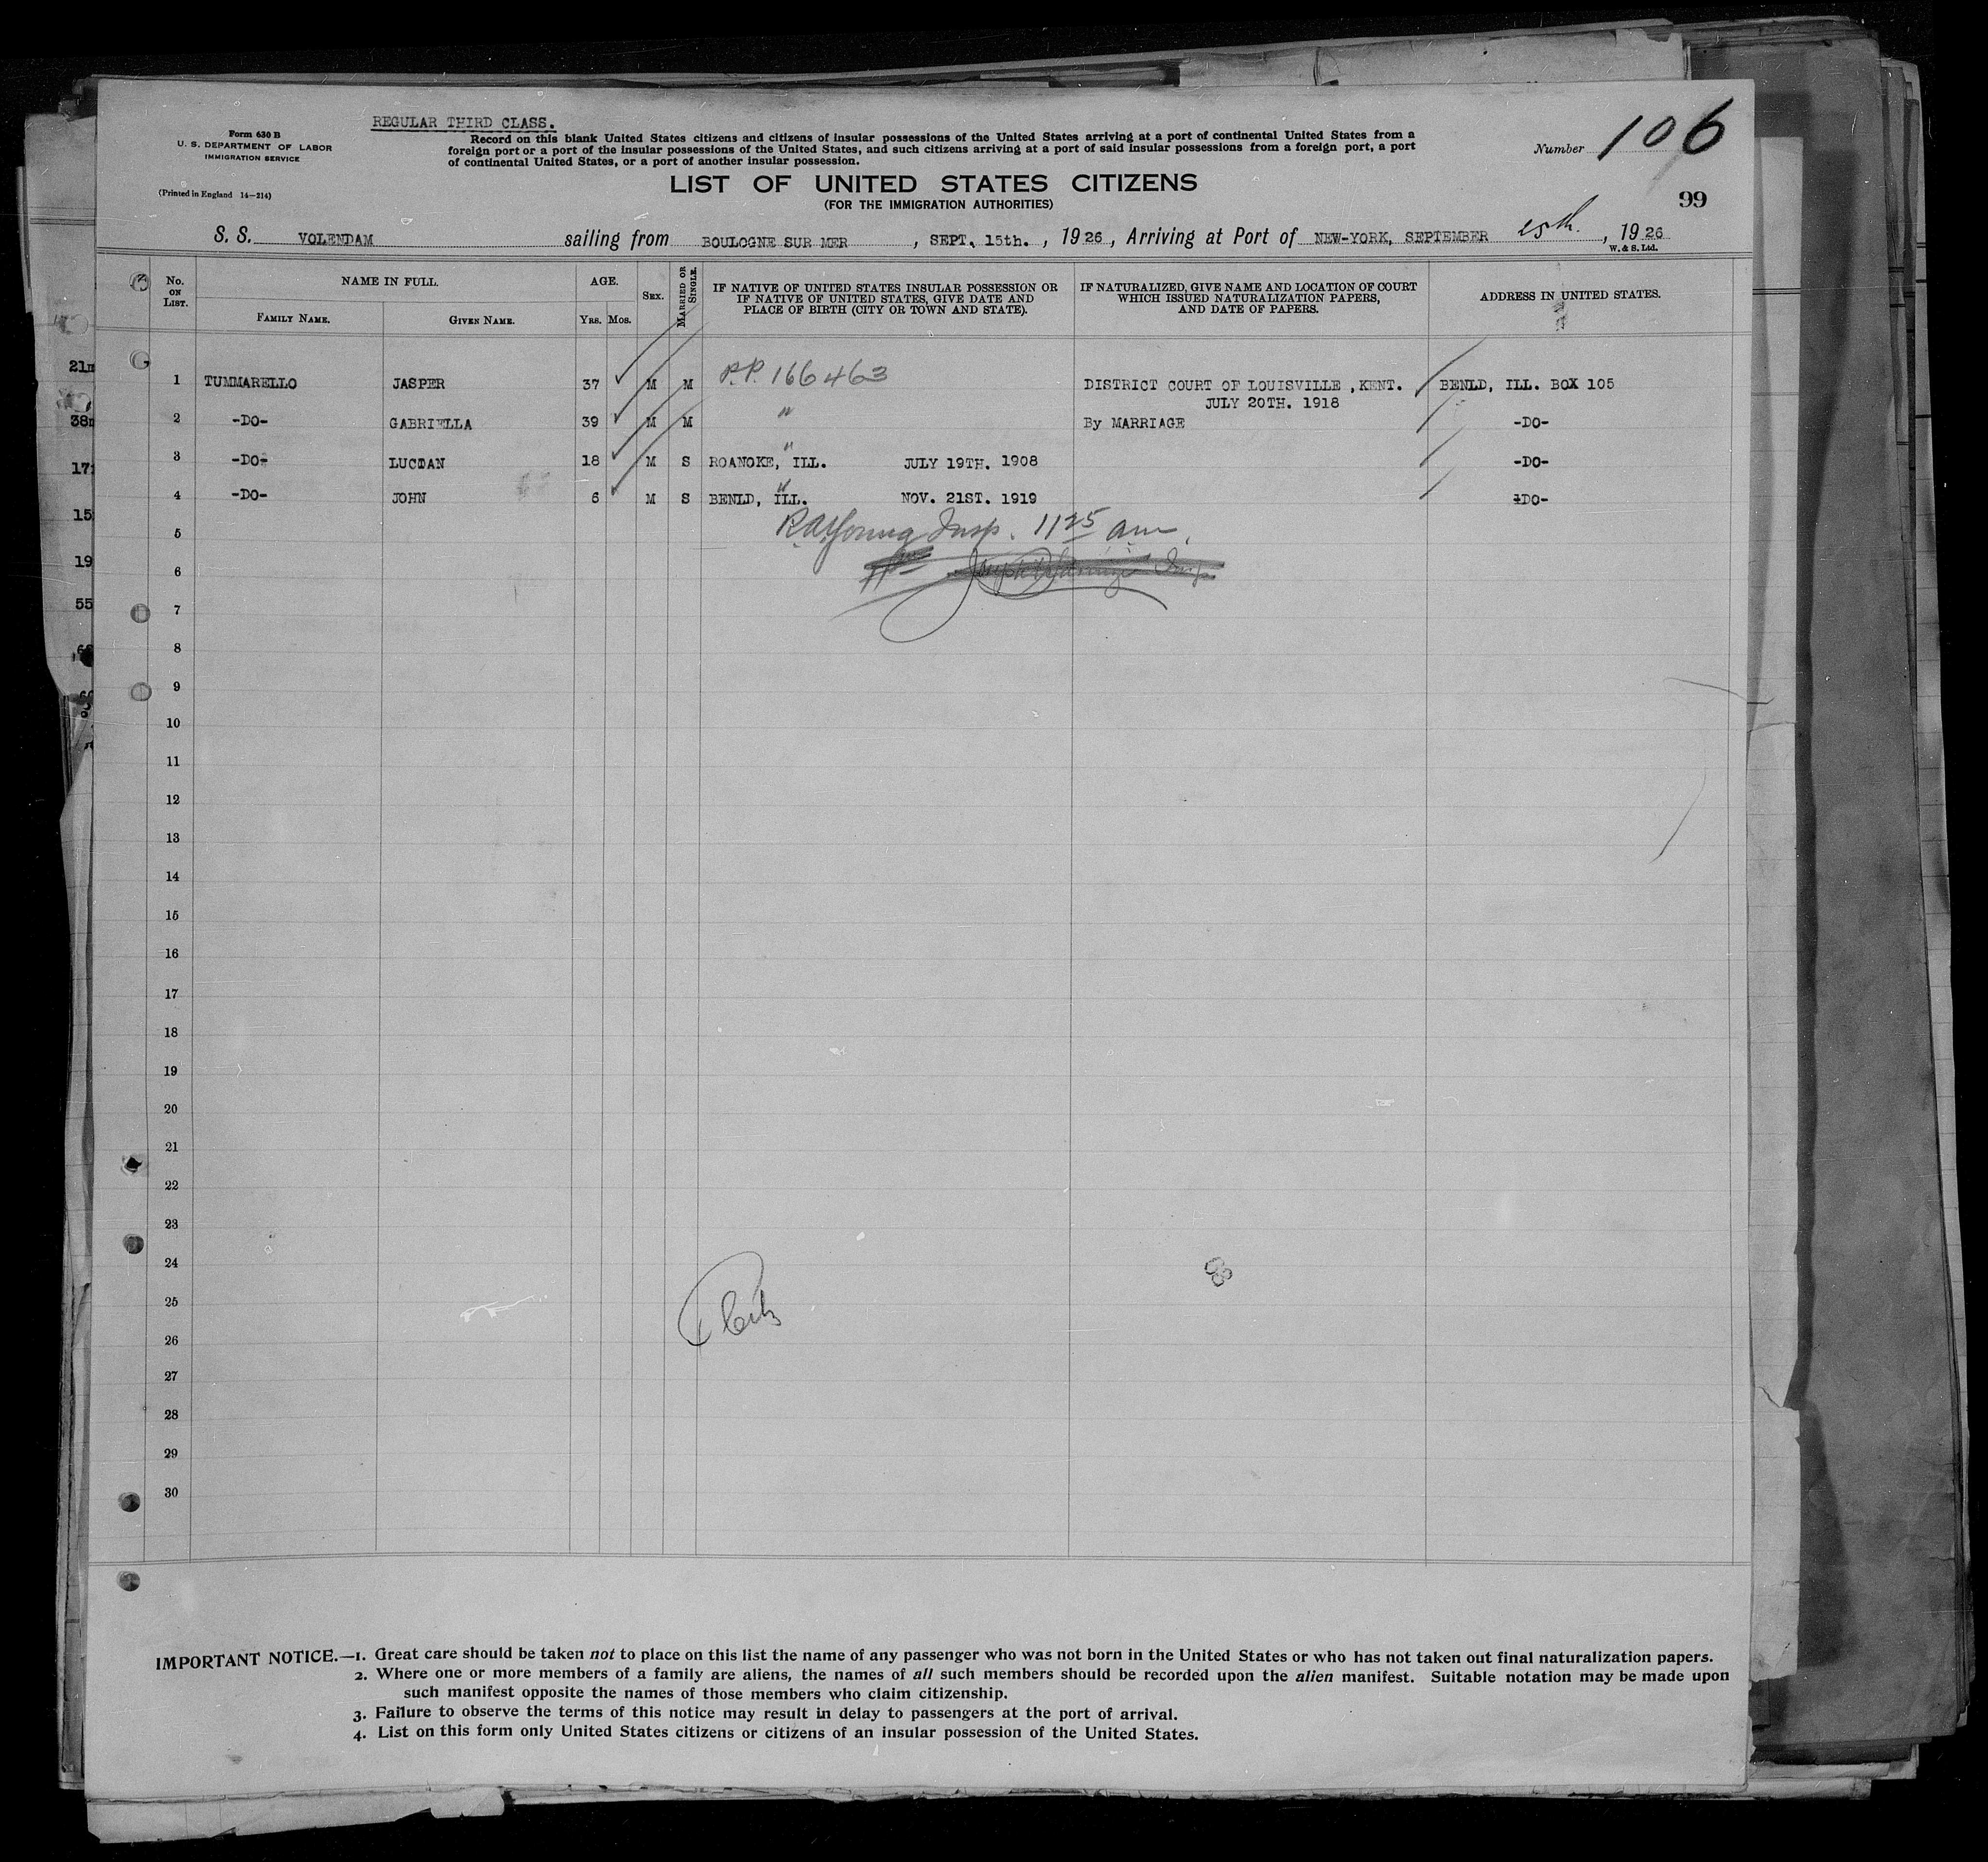 REGULAR THIRD CLASS.
Form 630 B
U. S. DEPARTMENT OF LABOR
IMMIGRATION SERVICE
(Printed in England 14—214)
Record on this blank United States citizens and citizens of insular possessions of the United States arriving at a port of continental United States from a
foreign port or a port of the insular possessions of the United States, and such citizens arriving at a port of said insular possessions from a foreign port, a port
of continental United States, or a port of another insular possession.
Number 106
LIST OF UNITED STATES CITIZENS
(FOR THE IMMIGRATION AUTHORITIES)
99
S. S. VOLENDAM sailing from BOULOGNE SUR MER, SEPT. 15th., 1926, Arriving at Port of NEW-YORK, SEPTEMBER 25th., 1926
W. & S. Ltd.
No. ON LIST. NAME IN FULL. AGE. SEX. MARRIED OR SINGLE. IF NATIVE OF UNITED STATES INSULAR POSSESSION OR IF NATIVE OF UNITED STATES, GIVE DATE AND PLACE OF BIRTH (CITY OR TOWN AND STATE). IF NATURALIZED, GIVE NAME AND LOCATION OF COURT WHICH ISSUED NATURALIZATION PAPERS, AND DATE OF PAPERS. ADDRESS IN UNITED STATES.
FAMILY NAME. GIVEN NAME. YRS. MOS.
1 TUMMARELLO JASPER 37 M M P.P. 166463 DISTRICT COURT OF LOUISVILLE ,KENT. BENLD, ILL. BOX 105
JULY 20TH. 1918
2 -DO- GABRIELLA 39 M M " By MARRIAGE -DO-
3 -DO- LUCIAN 18 M S ROANOKE, ILL. " JULY 19TH. 1908 -DO-
4 -DO- JOHN 6 M S BENLD, ILL. " NOV. 21ST. 1919 -DO-
5 R.A. Young Insp. 11 25 am.
6
7
8
9
10
11
12
13
14
15
16
17
18
19
20
21
22
23
24
25
26
27
28
29
30
IMPORTANT NOTICE.—1. Great care should be taken not to place on this list the name of any passenger who was not born in the United States or who has not taken out final naturalization papers.
2. Where one or more members of a family are aliens, the names of all such members should be recorded upon the alien manifest. Suitable notation may be made upon
such manifest opposite the names of those members who claim citizenship.
3. Failure to observe the terms of this notice may result in delay to passengers at the port of arrival.
4. List on this form only United States citizens or citizens of an insular possession of the United States.